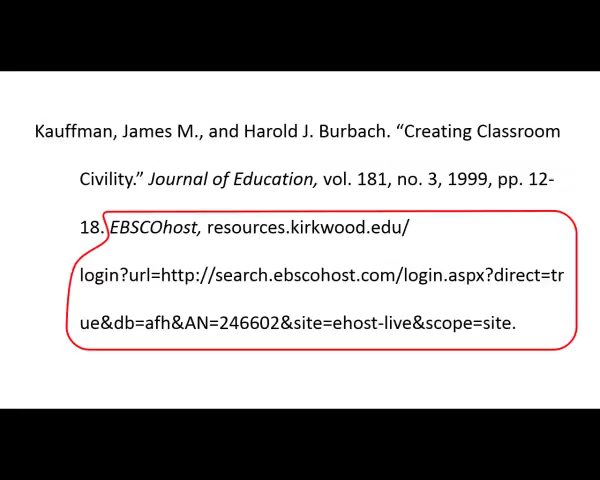 Kauffman, James M., and Harold J. Burbach. “Creating Classroom
Civility.” Journal of Education, vol. 181, no. 3, 1999, pp. 12-
18. EBSCOhost, resources.kirkwood.edu/
login?url=http://search.ebscohost.com/login.aspx?direct=tr
ue&db=afh&AN=246602&site=ehost-live&scope=site.